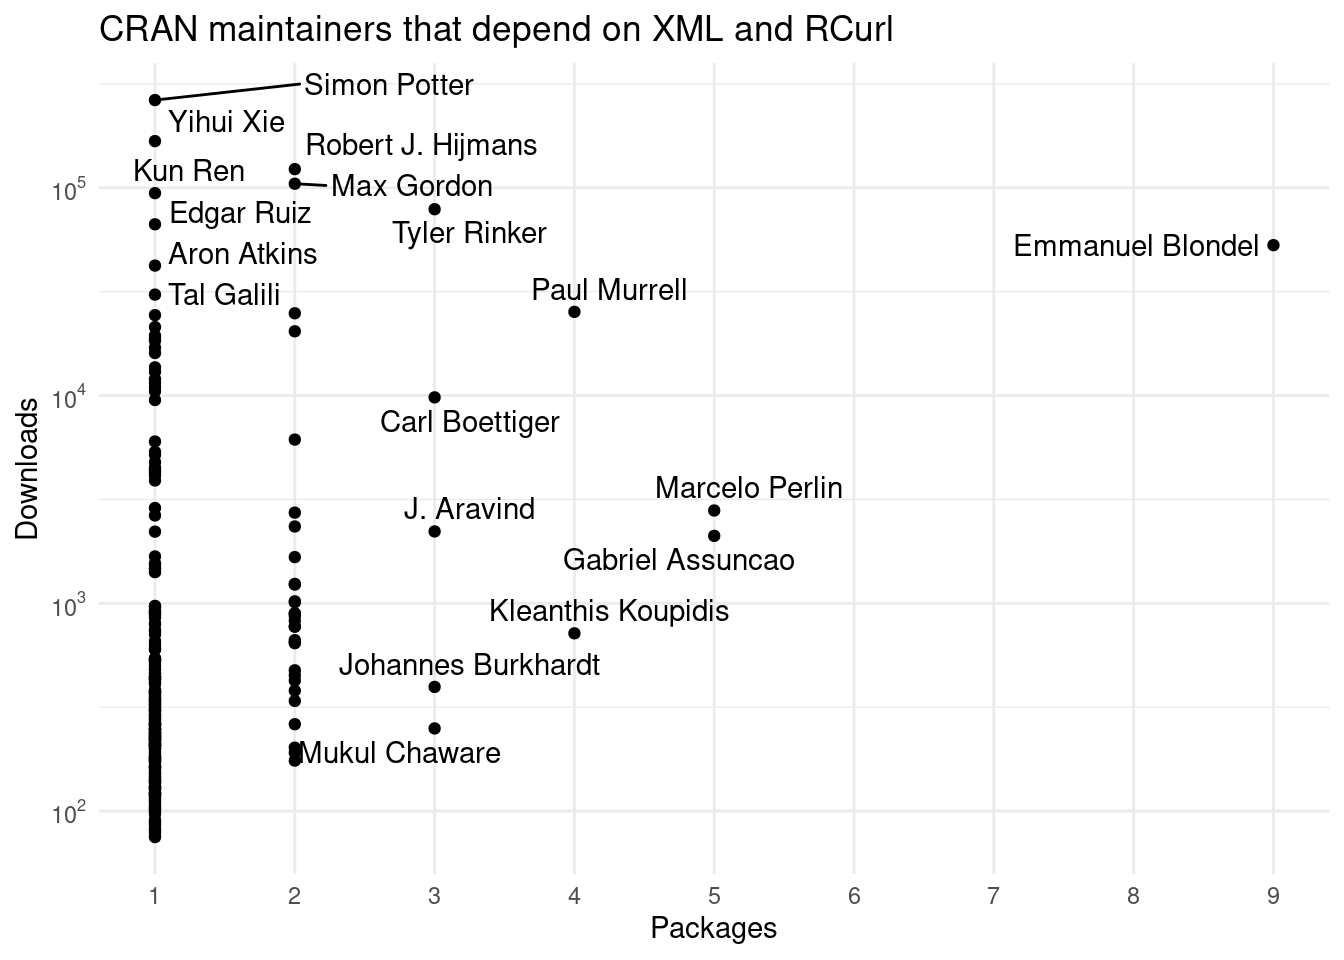 CRAN maintainers that depend on XML and RCurl
Simon Potter
Yihui Xie
Robert J. Hijmans
Kun Ren
Max Gordon
10^5
Edgar Ruiz
Tyler Rinker
Emmanuel Blondel
Aron Atkins
Tal Galili
Paul Murrell
10^4
Carl Boettiger
Downloads
Marcelo Perlin
J. Aravind
Gabriel Assuncao
10^3
Kleanthis Koupidis
Johannes Burkhardt
Mukul Chaware
10^2
1 2 3 4 5 6 7 8 9
Packages